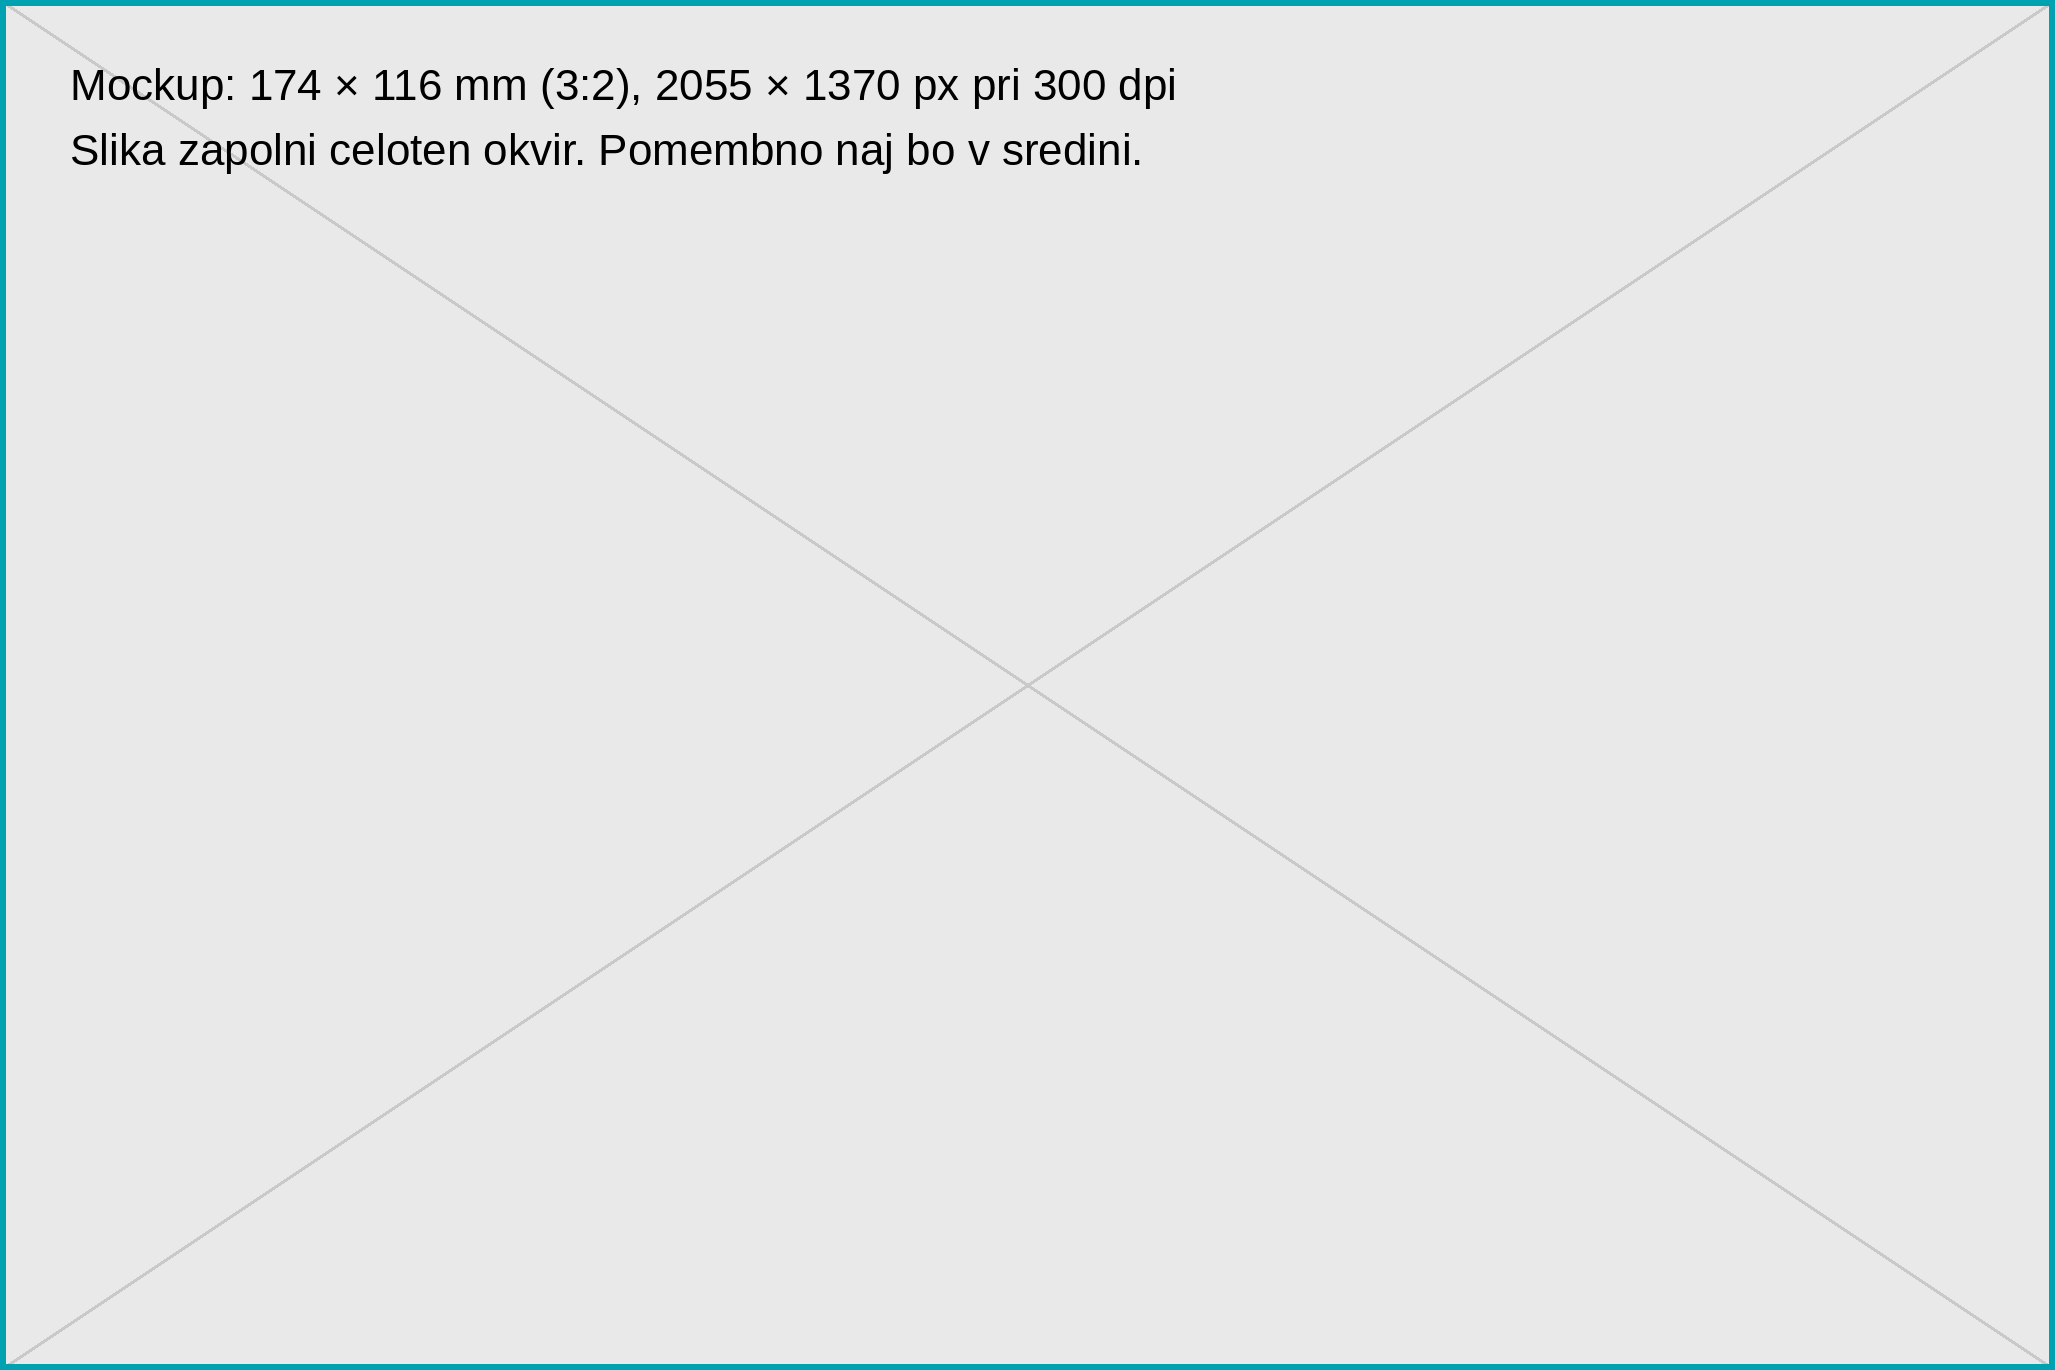 Mockup: 174 × 116 mm (3:2), 2055 × 1370 px pri 300 dpi
Slika zapolni celoten okvir. Pomembno naj bo v sredini.